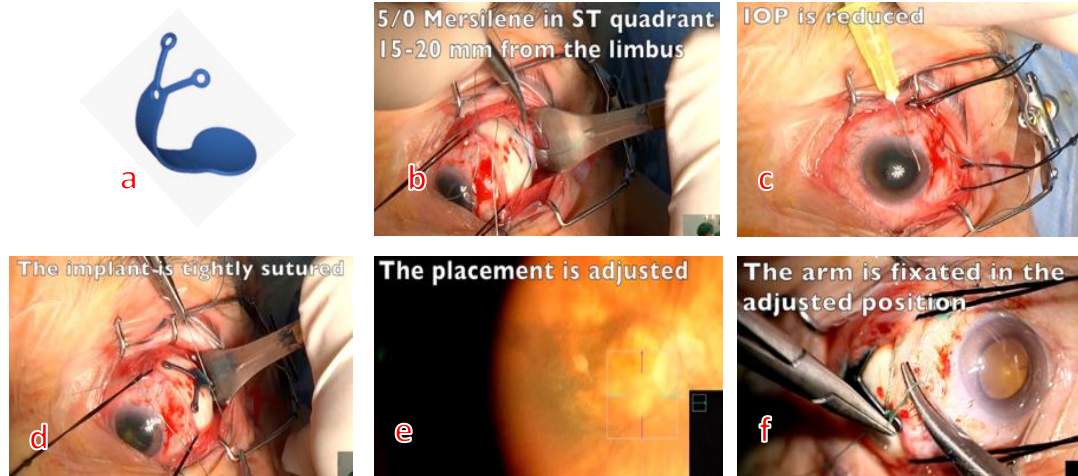 a
5/0 Mersilene in ST quadrant
15-20 mm from the limbus
b
IOP is reduced
c
The implant is tightly sutured
d
The placement is adjusted
e
The arm is fixated in the
adjusted position
f